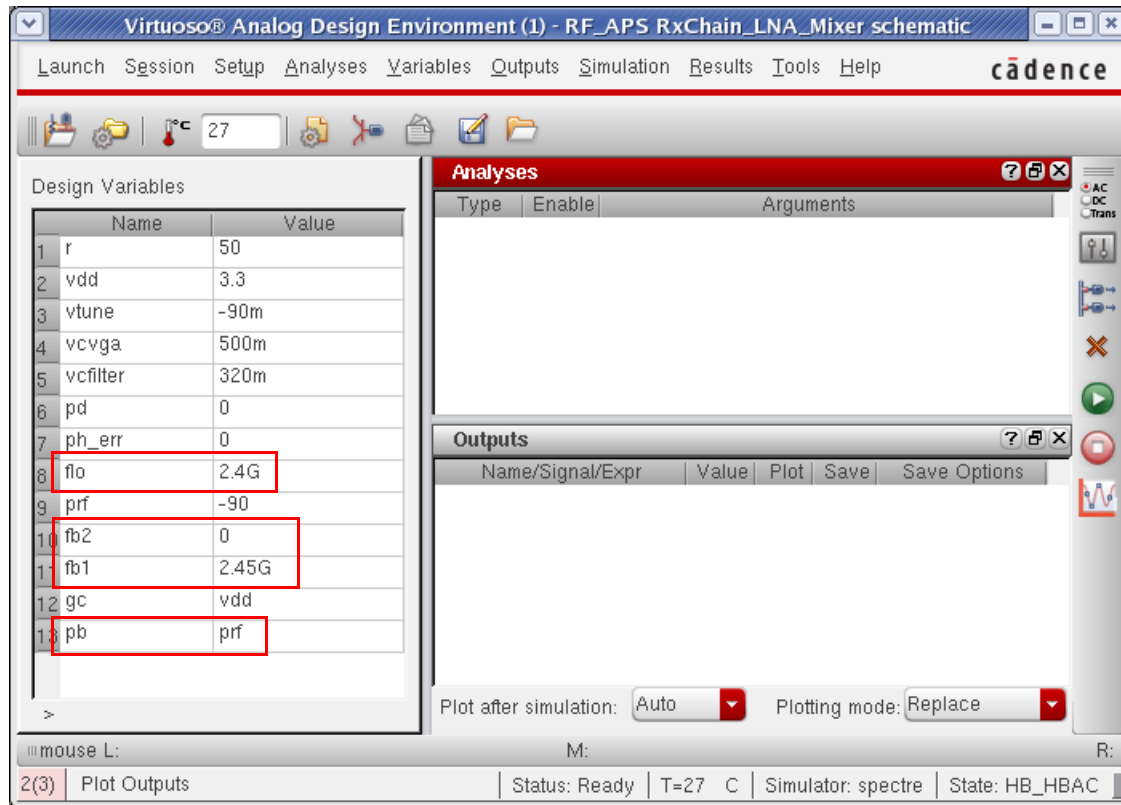 Virtuoso® Analog Design Environment (1) - RF_APS RxChain_LNA_Mixer schematic
Launch Session Setup Analyses Variables Outputs Simulation Results Tools Help cādence
°C 27
Design Variables
Name Value
1 r 50
2 vdd 3.3
3 vtune -90m
4 vcvga 500m
5 vcfilter 320m
6 pd 0
7 ph_err 0
8 flo 2.4G
9 prf -90
10 fb2 0
11 fb1 2.45G
12 gc vdd
13 pb prf
>
Analyses
Type Enable Arguments
Outputs
Name/Signal/Expr Value Plot Save Save Options
Plot after simulation: Auto Plotting mode: Replace
AC
DC
Trans
mouse L: M: R:
2(3) Plot Outputs Status: Ready T=27 C Simulator: spectre State: HB_HBAC